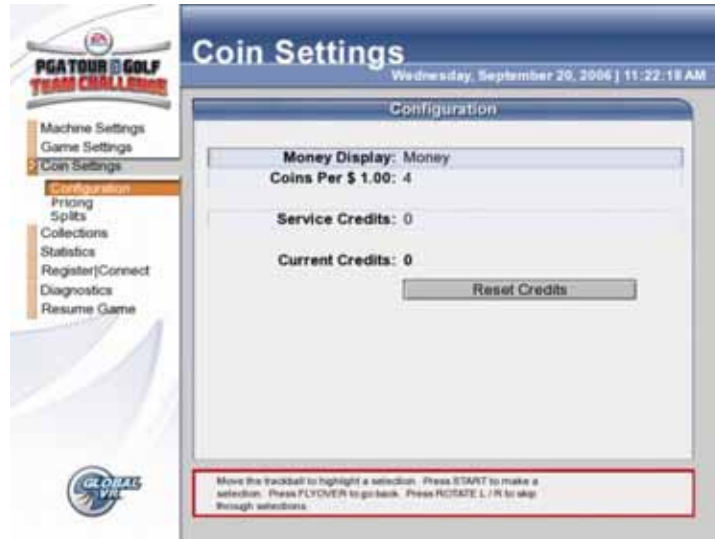 EA
PGA TOUR GOLF
TEAM CHALLENGE
Coin Settings
Wednesday, September 20, 2006 | 11:22:18 AM
Machine Settings
Game Settings
Coin Settings
Configuration
Pricing
Splits
Collections
Statistics
Register|Connect
Diagnostics
Resume Game
Configuration
Money Display: Money
Coins Per $ 1.00: 4
Service Credits: 0
Current Credits: 0
Reset Credits
Move the trackball to highlight a selection. Press START to make a
selection. Press FLYOVER to go back. Press ROTATE L / R to skip
through selections.
GLOBAL
VR